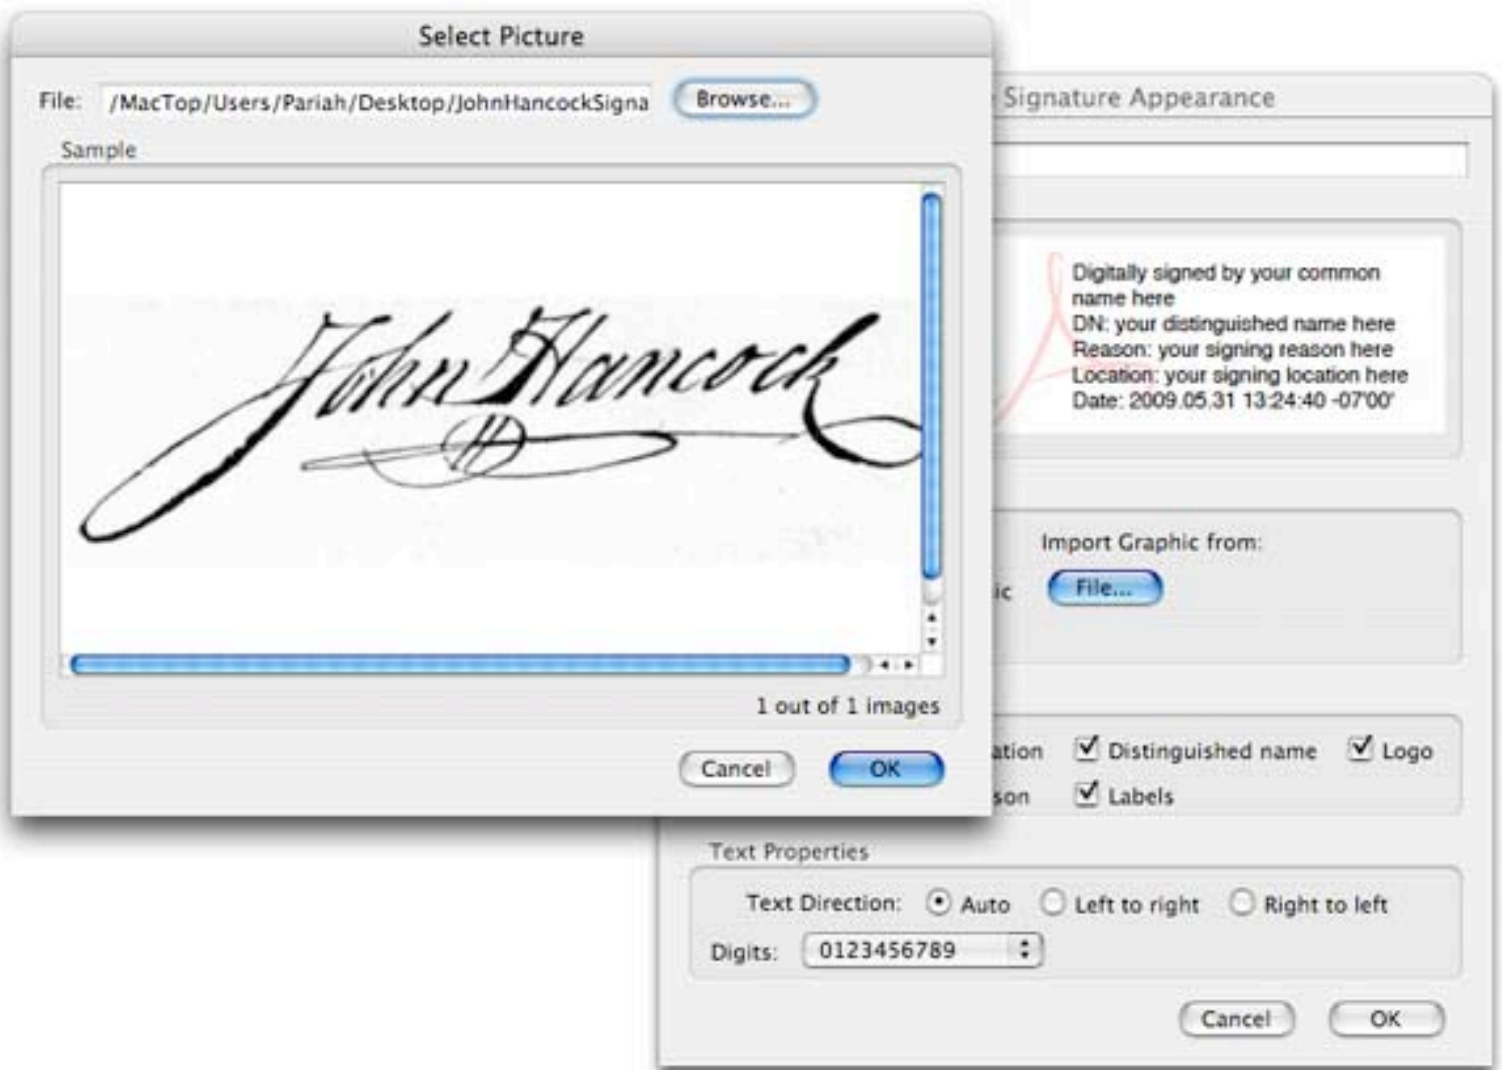 Select Picture
File: /MacTop/Users/Pariah/Desktop/JohnHancockSigna Browse...
Sample
John Hancock
1 out of 1 images
Cancel OK
Signature Appearance
Digitally signed by your common
name here
DN: your distinguished name here
Reason: your signing reason here
Location: your signing location here
Date: 2009.05.31 13:24:40 -07'00'
Import Graphic from:
ic File...
ation Distinguished name Logo
son Labels
Text Properties
Text Direction: Auto Left to right Right to left
Digits: 0123456789
Cancel OK